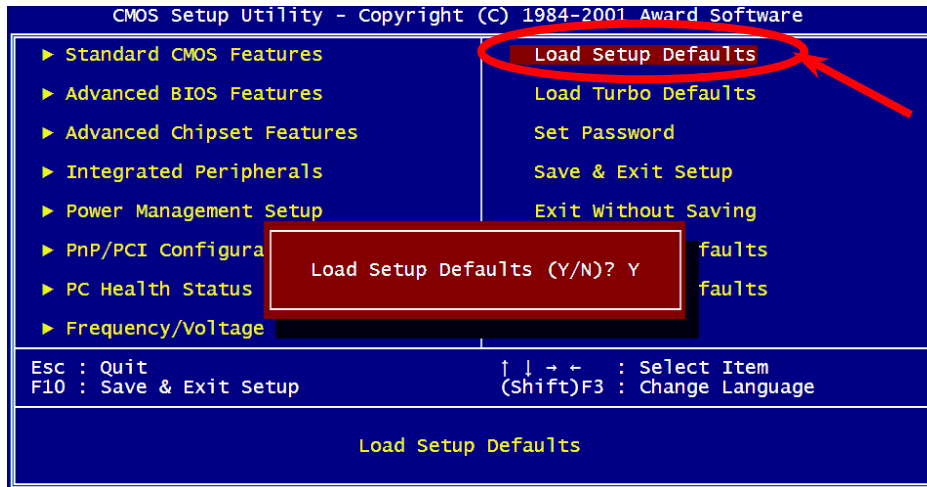 CMOS Setup Utility - Copyright (C) 1984-2001 Award Software
► Standard CMOS Features
► Advanced BIOS Features
► Advanced Chipset Features
► Integrated Peripherals
► Power Management Setup
► PnP/PCI Configura
► PC Health Status
► Frequency/Voltage
Load Setup Defaults
Load Turbo Defaults
Set Password
Save & Exit Setup
Exit Without Saving
faults
faults
Load Setup Defaults (Y/N)? Y
Esc : Quit
F10 : Save & Exit Setup
↑ ↓ → ← : Select Item
(Shift)F3 : Change Language
Load Setup Defaults